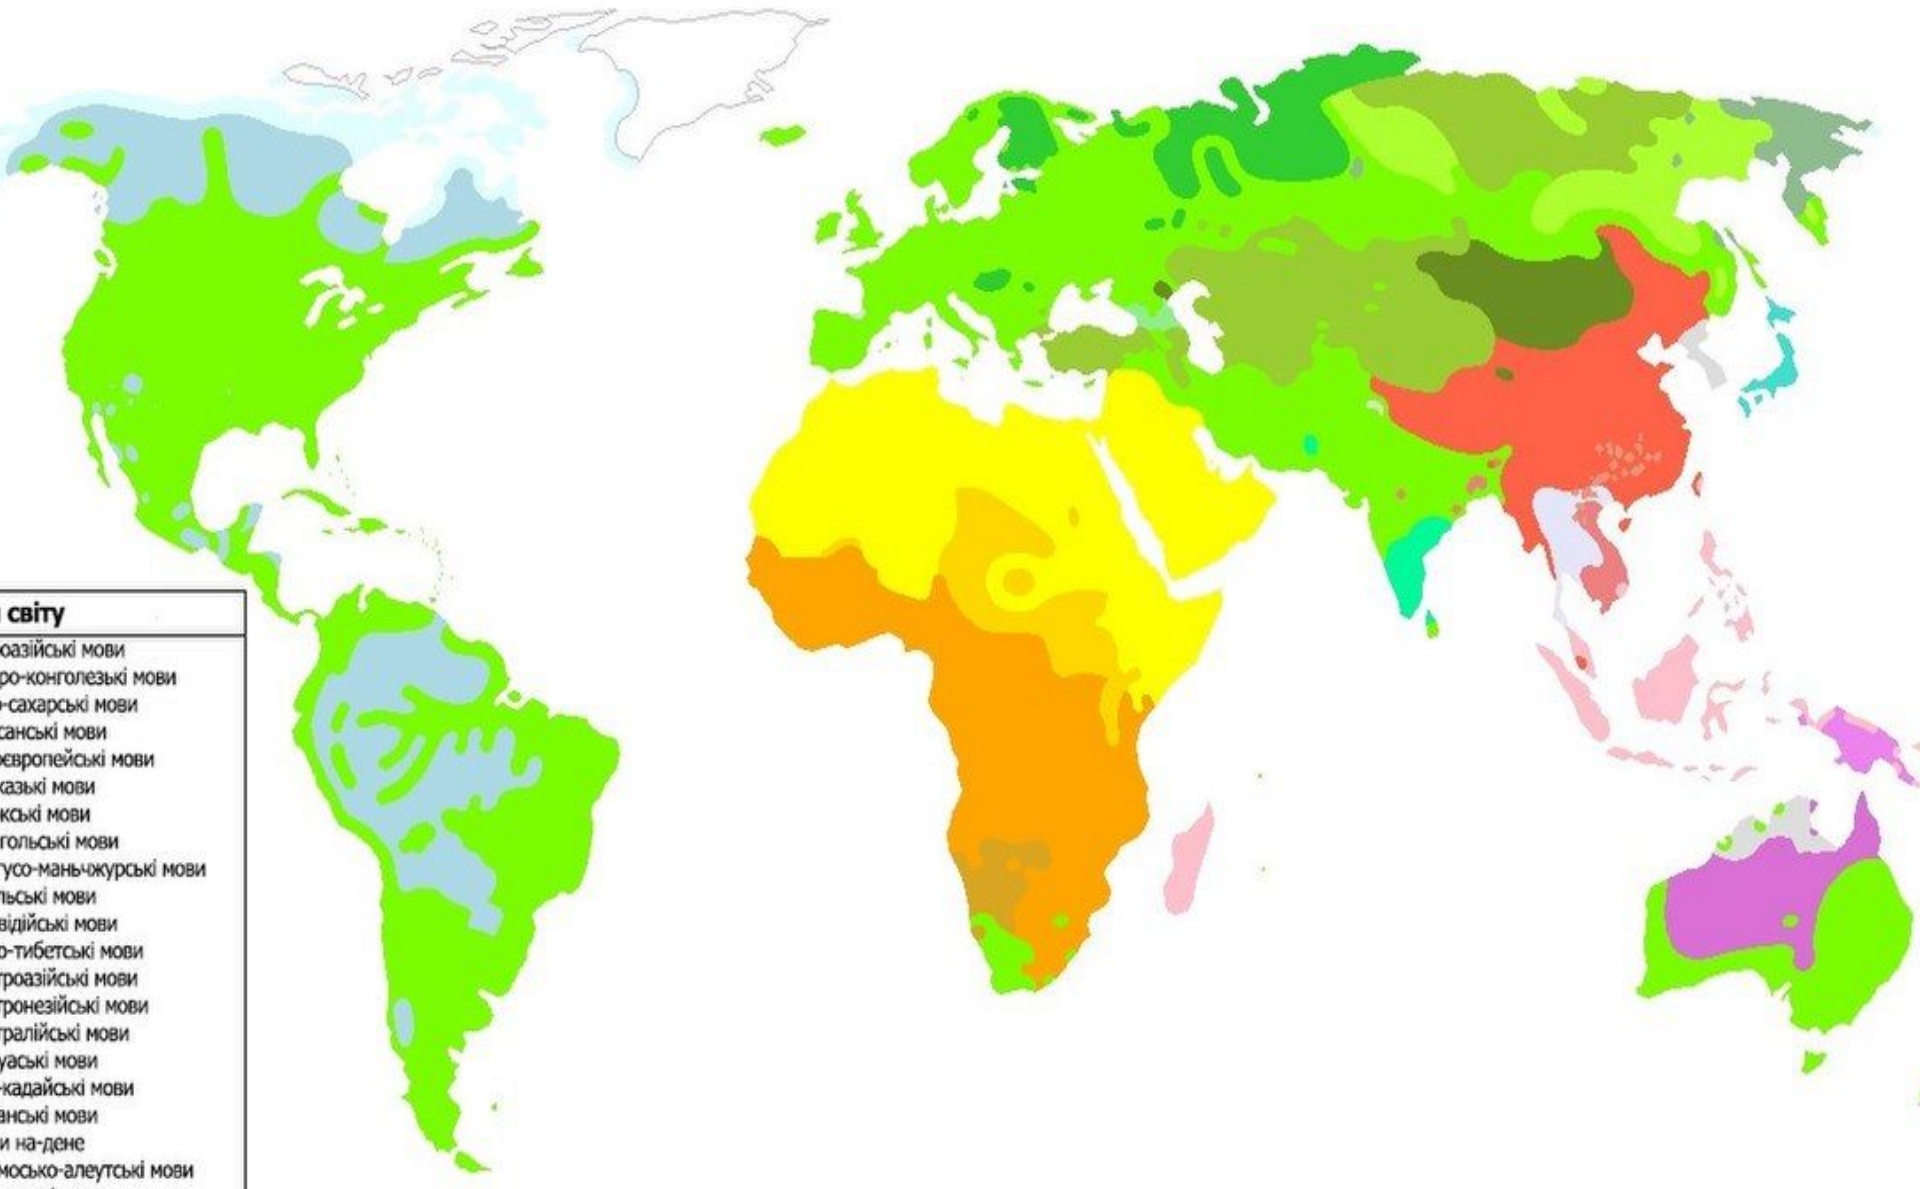 світу
оазійські мови
ро-конголезькі мови
-сахарські мови
санські мови
оєвропейські мови
казькі мови
кські мови
гольські мови
гусо-маньчжурські мови
льські мови
відійські мови
о-тибетські мови
троазійські мови
тронезійські мови
тралійські мови
уаські мови
-кадайські мови
анські мови
и на-дене
мосько-алеутські мови